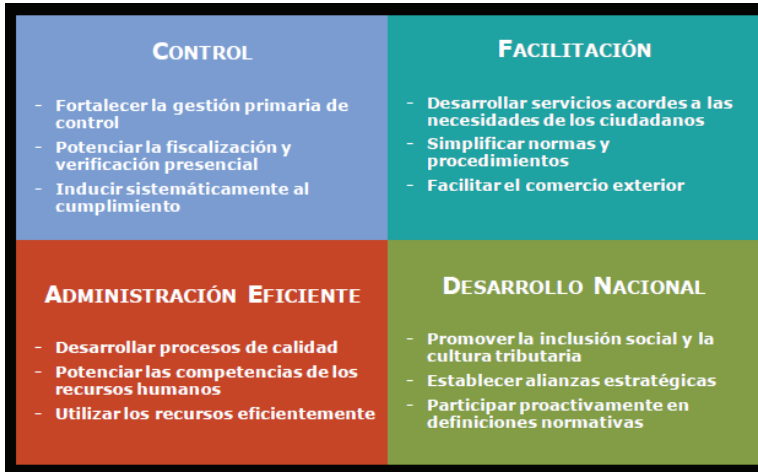 CONTROL
- Fortalecer la gestión primaria de
control
- Potenciar la fiscalización y
verificación presencial
- Inducir sistemáticamente al
cumplimiento
FACILITACIÓN
- Desarrollar servicios acordes a las
necesidades de los ciudadanos
- Simplificar normas y
procedimientos
- Facilitar el comercio exterior
ADMINISTRACIÓN EFICIENTE
- Desarrollar procesos de calidad
- Potenciar las competencias de los
recursos humanos
- Utilizar los recursos eficientemente
DESARROLLO NACIONAL
- Promover la inclusión social y la
cultura tributaria
- Establecer alianzas estratégicas
- Participar proactivamente en
definiciones normativas